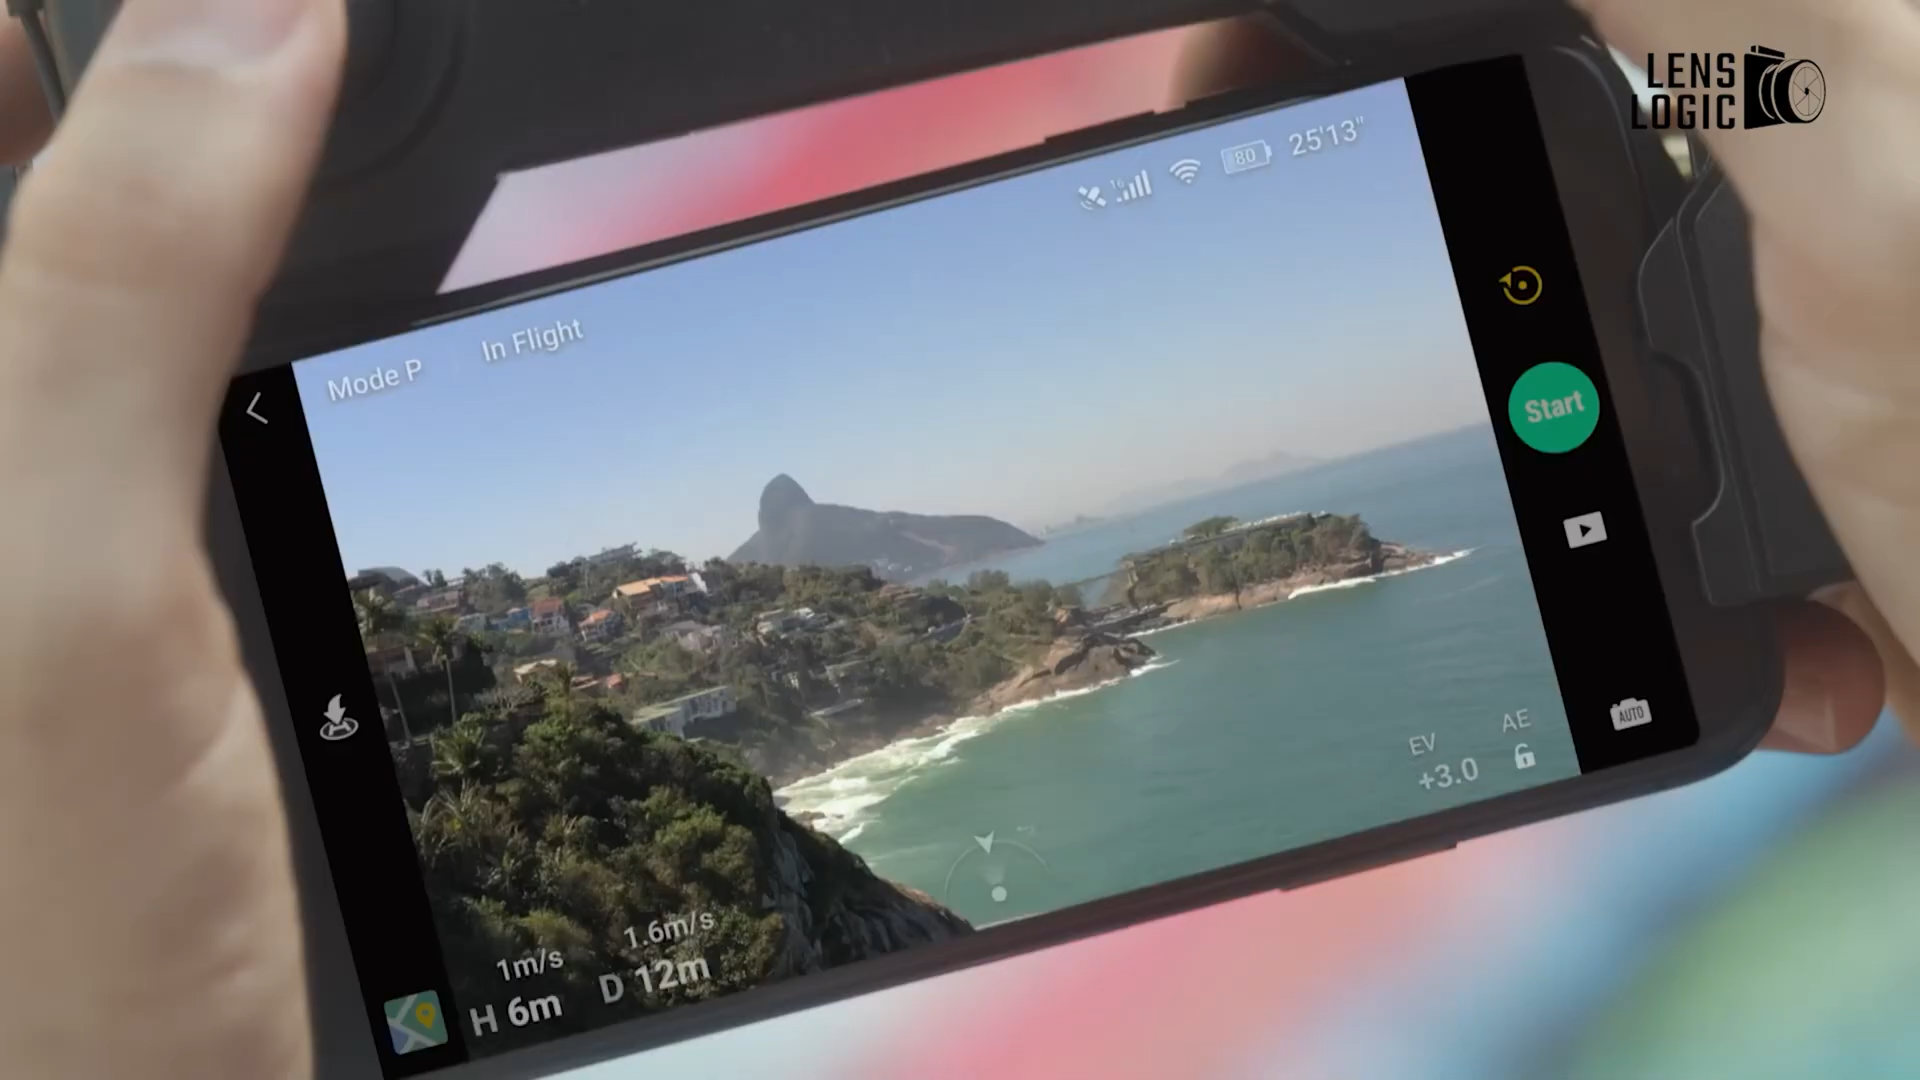 LENS
LOGIC
16
80
25'13"
In Flight
Mode P
Start
AUTO
EV
AE
+3.0
1m/s
1.6m/s
H 6m
D 12m